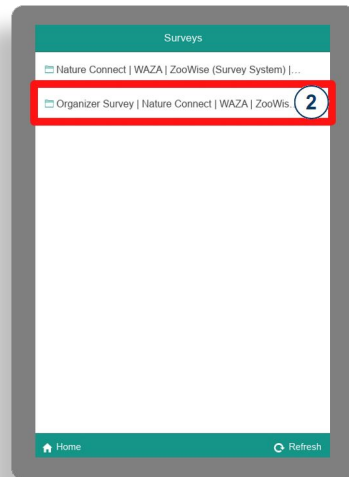 Surveys
Nature Connect | WAZA | ZooWise (Survey System) |...
Organizer Survey | Nature Connect | WAZA | ZooWis... 2
Home Refresh